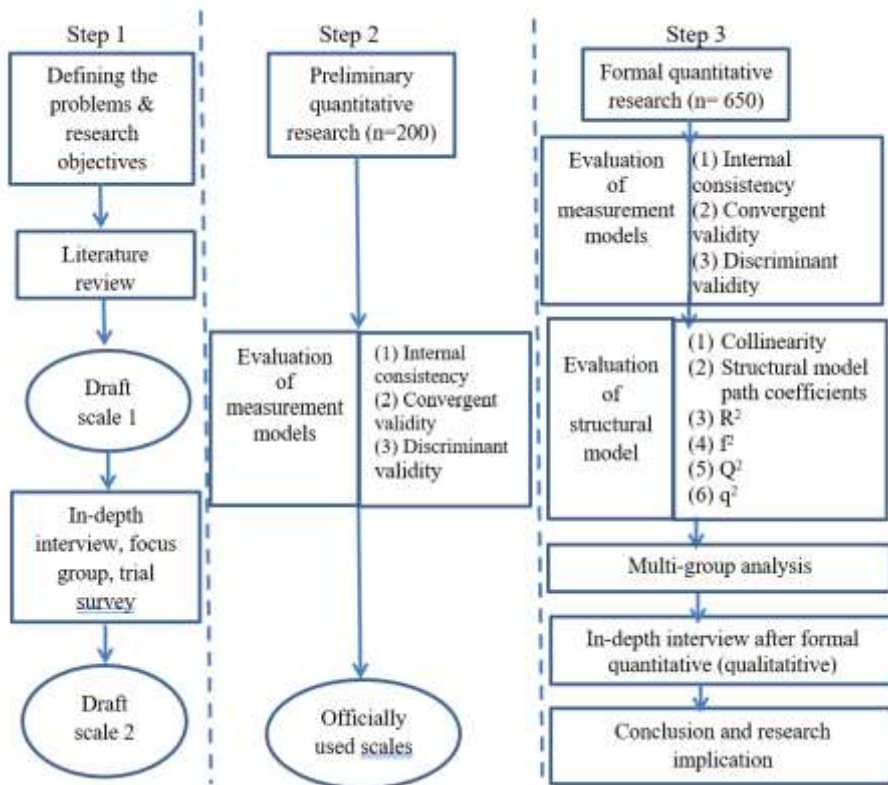 Step 1
Defining the
problems &
research
objectives
Literature
review
Draft
scale 1
In-depth
interview, focus
group, trial
survey
Draft
scale 2
Step 2
Preliminary
quantitative
research (n=200)
Evaluation
of
measurement
models
(1) Internal
consistency
(2) Convergent
validity
(3) Discriminant
validity
Officially
used scales
Step 3
Formal quantitative
research (n= 650)
Evaluation
of
measurement
models
(1) Internal
consistency
(2) Convergent
validity
(3) Discriminant
validity
Evaluation
of
structural
model
(1) Collinearity
(2) Structural model
path coefficients
(3) R²
(4) f²
(5) Q²
(6) q²
Multi-group analysis
In-depth interview after formal
quantitative (qualitatitive)
Conclusion and research
implication